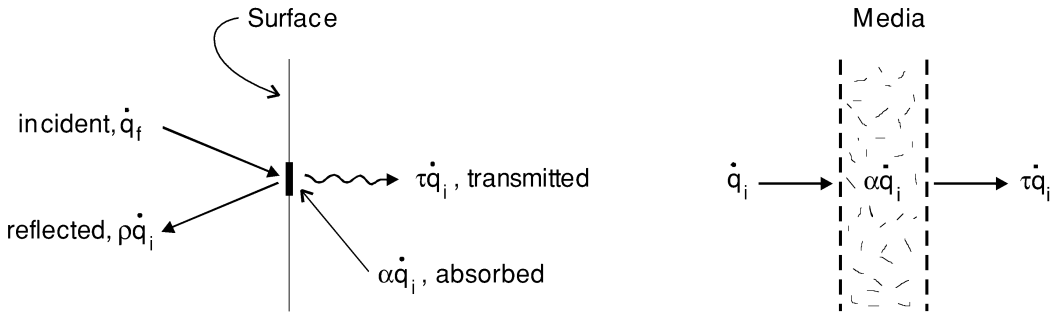 Surface
incident, q̇f
reflected, ρq̇i
τq̇i, transmitted
αq̇i, absorbed
Media
q̇i
αq̇i
τq̇i